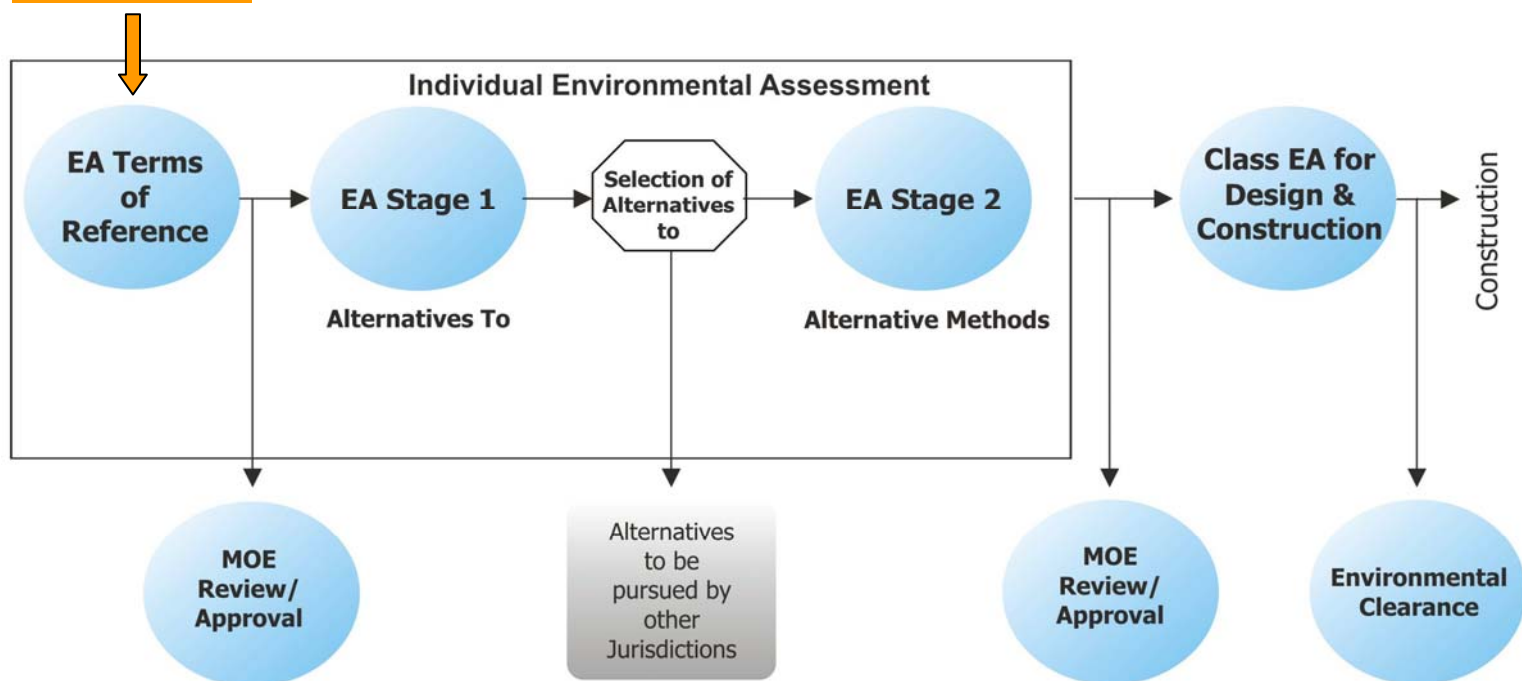 Individual Environmental Assessment
EA Terms
of
Reference
EA Stage 1
Alternatives To
Selection of
Alternatives
to
EA Stage 2
Alternative Methods
Class EA for
Design &
Construction
Construction
MOE
Review/
Approval
Alternatives
to be
pursued by
other
Jurisdictions
MOE
Review/
Approval
Environmental
Clearance